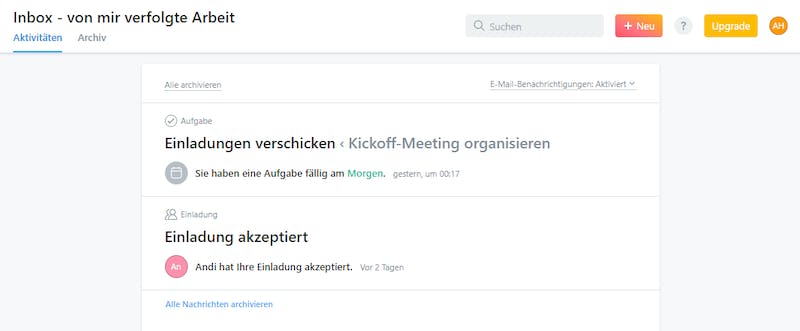 Inbox - von mir verfolgte Arbeit
Aktivitäten Archiv
Suchen
+ Neu
?
Upgrade
AH
Alle archivieren
E-Mail-Benachrichtigungen: Aktiviert
Aufgabe
Einladungen verschicken ‹ Kickoff-Meeting organisieren
Sie haben eine Aufgabe fällig am Morgen. gestern, um 00:17
Einladung
Einladung akzeptiert
An
Andi hat Ihre Einladung akzeptiert. Vor 2 Tagen
Alle Nachrichten archivieren